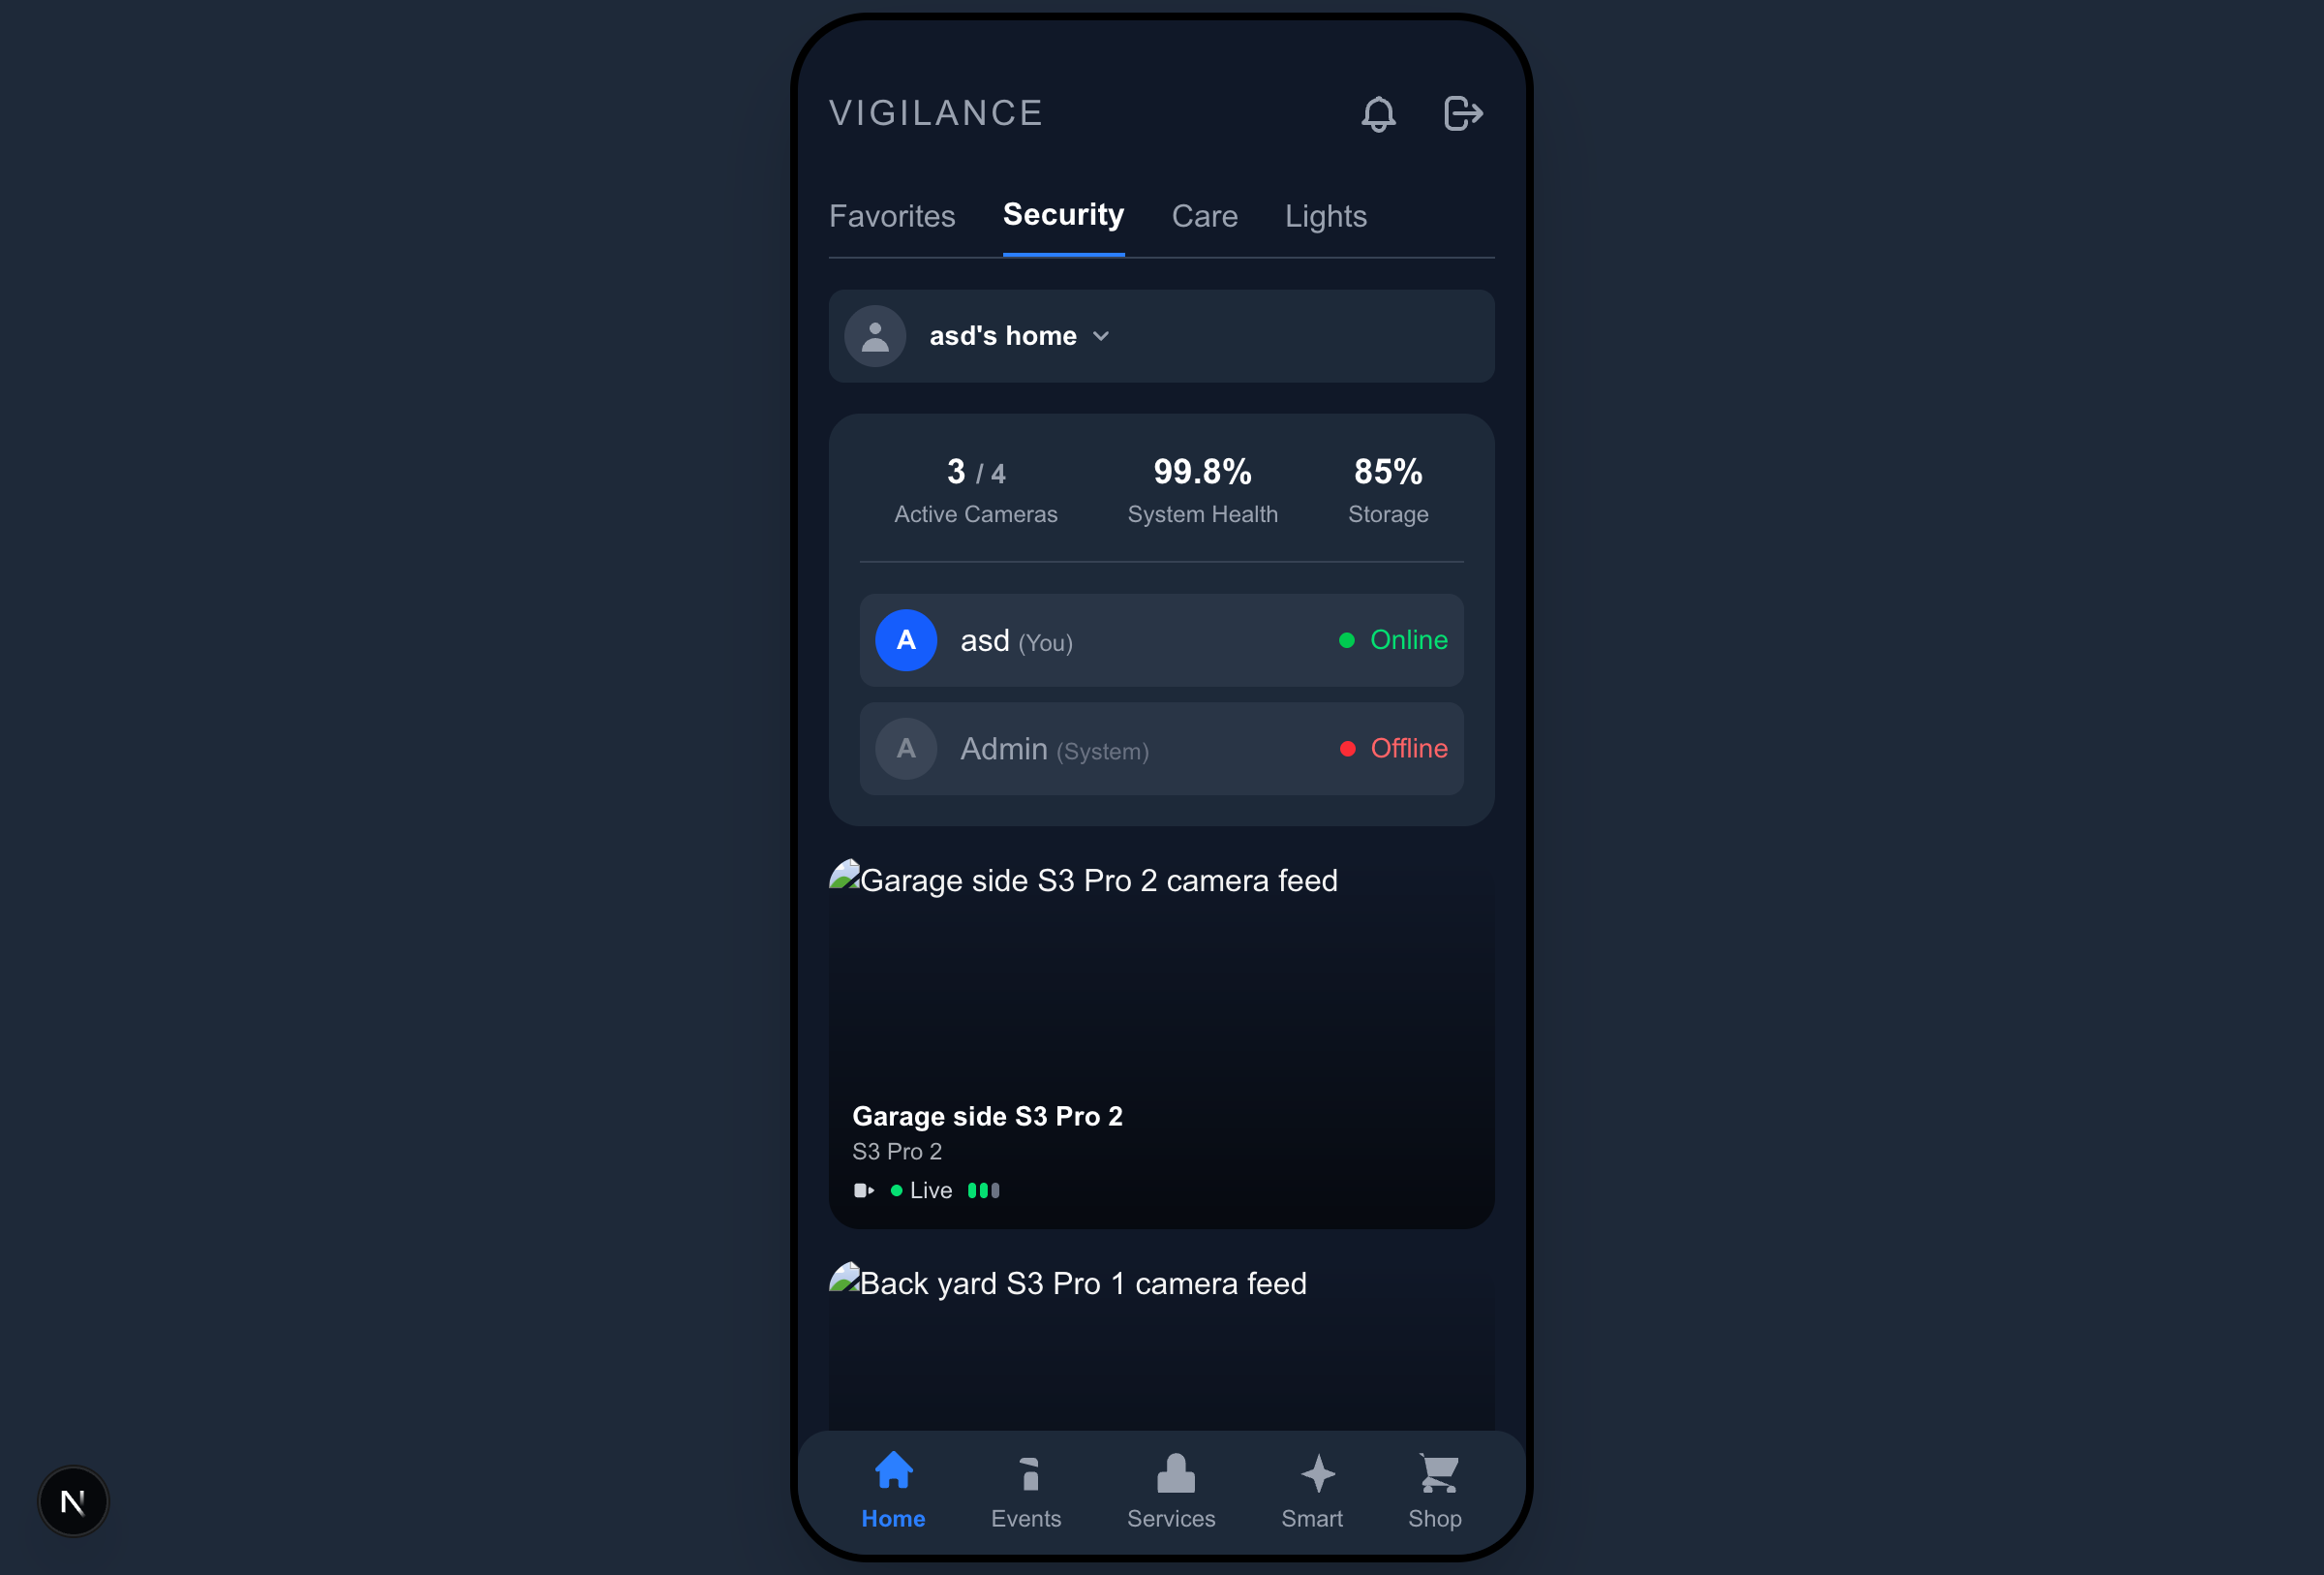 VIGILANCE
Favorites Security Care Lights
asd's home
3 / 4 99.8% 85%
Active Cameras System Health Storage
A asd (You) Online
A Admin (System) Offline
Garage side S3 Pro 2 camera feed
Garage side S3 Pro 2
S3 Pro 2
Live
Back yard S3 Pro 1 camera feed
Home Events Services Smart Shop
N